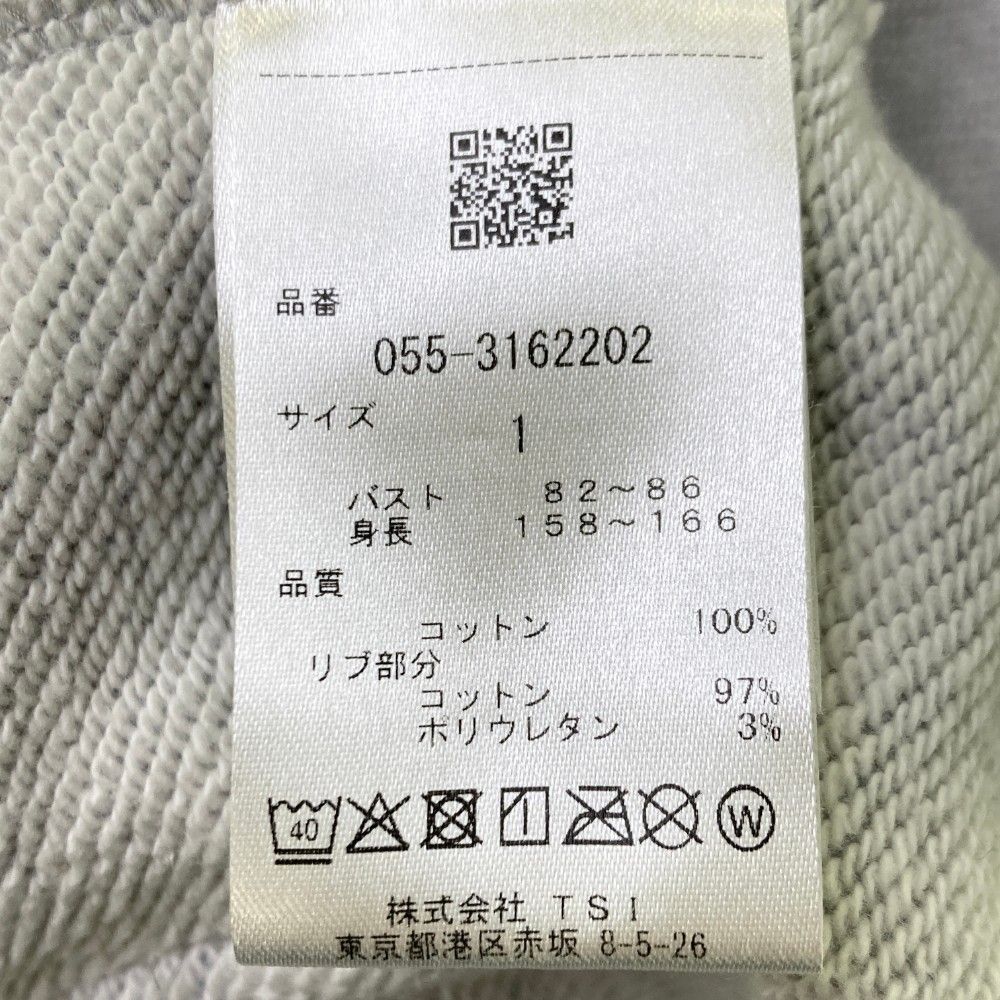 品番
055-3162202
サイズ 1
バスト 82～86
身長 158～166
品質
コットン 100%
リブ部分
コットン 97%
ポリウレタン 3%
40 W
株式会社 TSI
東京都港区赤坂 8-5-26